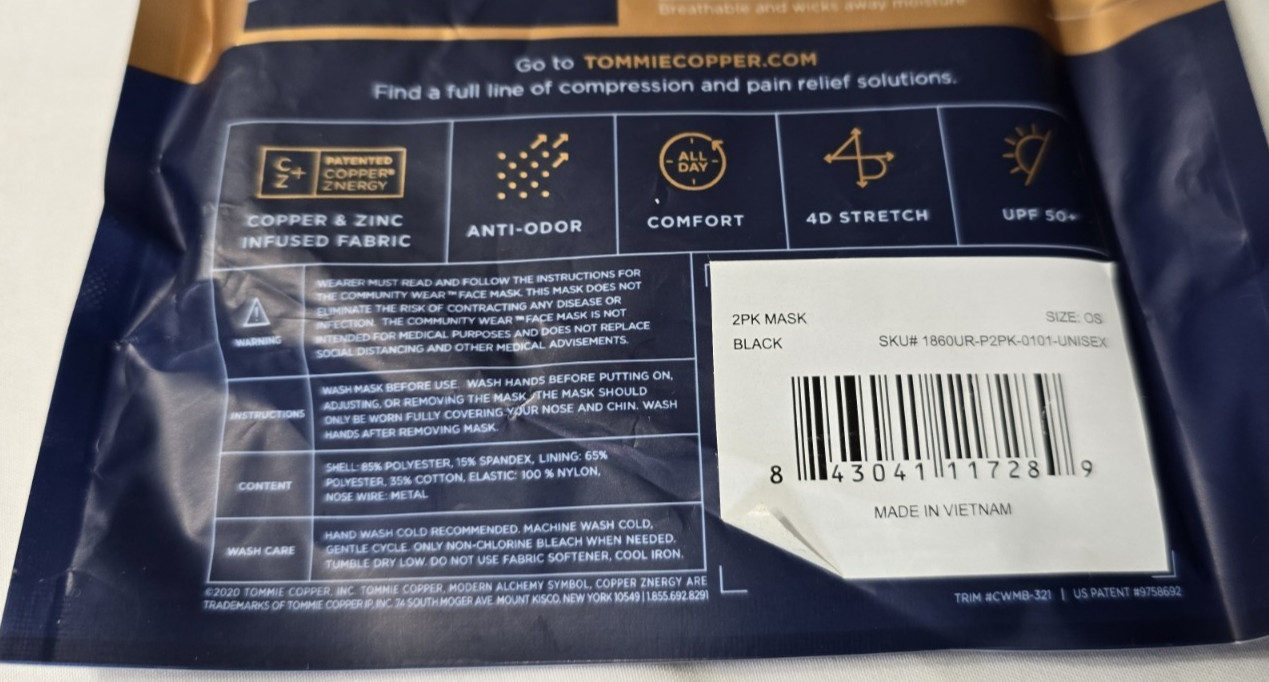 Breathable and wicks away moisture
Go to TOMMIECOPPER.COM
Find a full line of compression and pain relief solutions.
C+
Z
PATENTED
COPPER®
ZNERGY
ALL
DAY
COPPER & ZINC
INFUSED FABRIC
ANTI-ODOR
COMFORT
4D STRETCH
UPF 50+
WARNING
WEARER MUST READ AND FOLLOW THE INSTRUCTIONS FOR
THE COMMUNITY WEAR™ FACE MASK. THIS MASK DOES NOT
ELIMINATE THE RISK OF CONTRACTING ANY DISEASE OR
INFECTION. THE COMMUNITY WEAR™ FACE MASK IS NOT
INTENDED FOR MEDICAL PURPOSES AND DOES NOT REPLACE
SOCIAL DISTANCING AND OTHER MEDICAL ADVISEMENTS.
INSTRUCTIONS
WASH MASK BEFORE USE. WASH HANDS BEFORE PUTTING ON,
ADJUSTING, OR REMOVING THE MASK. THE MASK SHOULD
ONLY BE WORN FULLY COVERING YOUR NOSE AND CHIN. WASH
HANDS AFTER REMOVING MASK.
CONTENT
SHELL: 85% POLYESTER, 15% SPANDEX, LINING: 65%
POLYESTER, 35% COTTON, ELASTIC: 100 % NYLON,
NOSE WIRE: METAL
WASH CARE
HAND WASH COLD RECOMMENDED. MACHINE WASH COLD,
GENTLE CYCLE. ONLY NON-CHLORINE BLEACH WHEN NEEDED.
TUMBLE DRY LOW. DO NOT USE FABRIC SOFTENER, COOL IRON.
©2020 TOMMIE COPPER, INC. TOMMIE COPPER, MODERN ALCHEMY SYMBOL, COPPER ZNERGY ARE
TRADEMARKS OF TOMMIE COPPER IP, INC. 74 SOUTH MOGER AVE. MOUNT KISCO, NEW YORK 10549 | 1.855.692.8291
2PK MASK
SIZE: OS
BLACK
SKU# 1860UR-P2PK-0101-UNISEX
8 43041 11728 9
MADE IN VIETNAM
TRIM #CWMB-321 | US PATENT #9758692